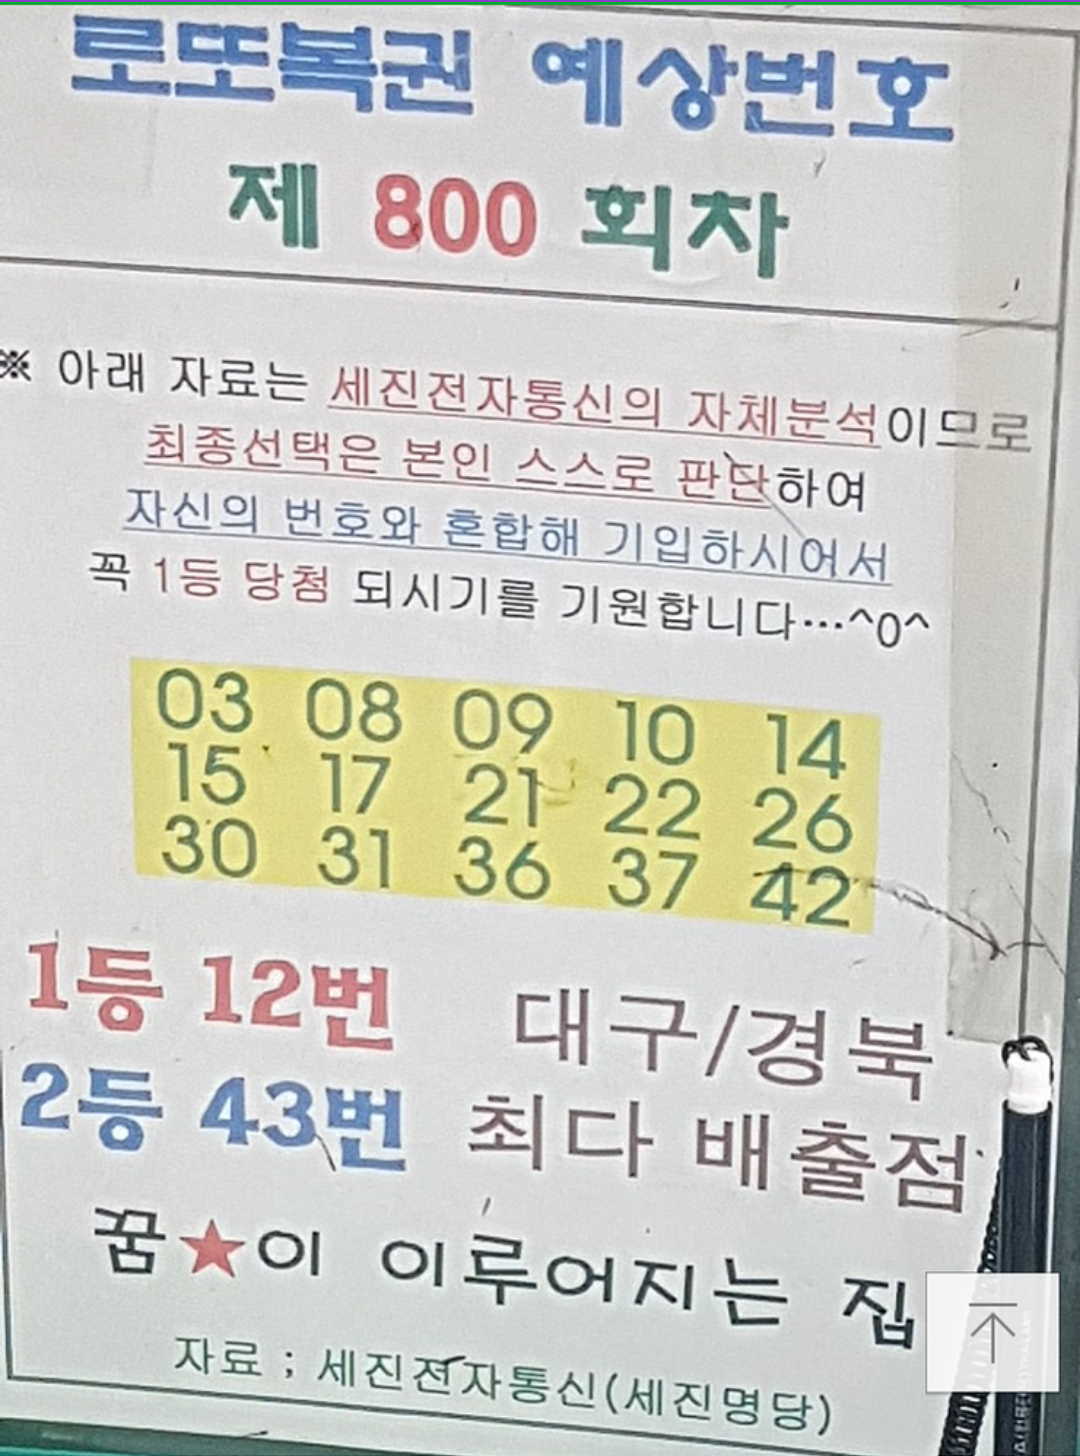 로또복권 예상번호
제 800 회차
※ 아래 자료는 세진전자통신의 자체분석이므로
최종선택은 본인 스스로 판단하여
자신의 번호와 혼합해 기입하시어서
꼭 1등 당첨 되시기를 기원합니다…^0^
03 08 09 10 14
15 17 21 22 26
30 31 36 37 42
1등 12번 대구/경북
2등 43번 최다 배출점
꿈★이 이루어지는 집
자료 ; 세진전자통신(세진명당)